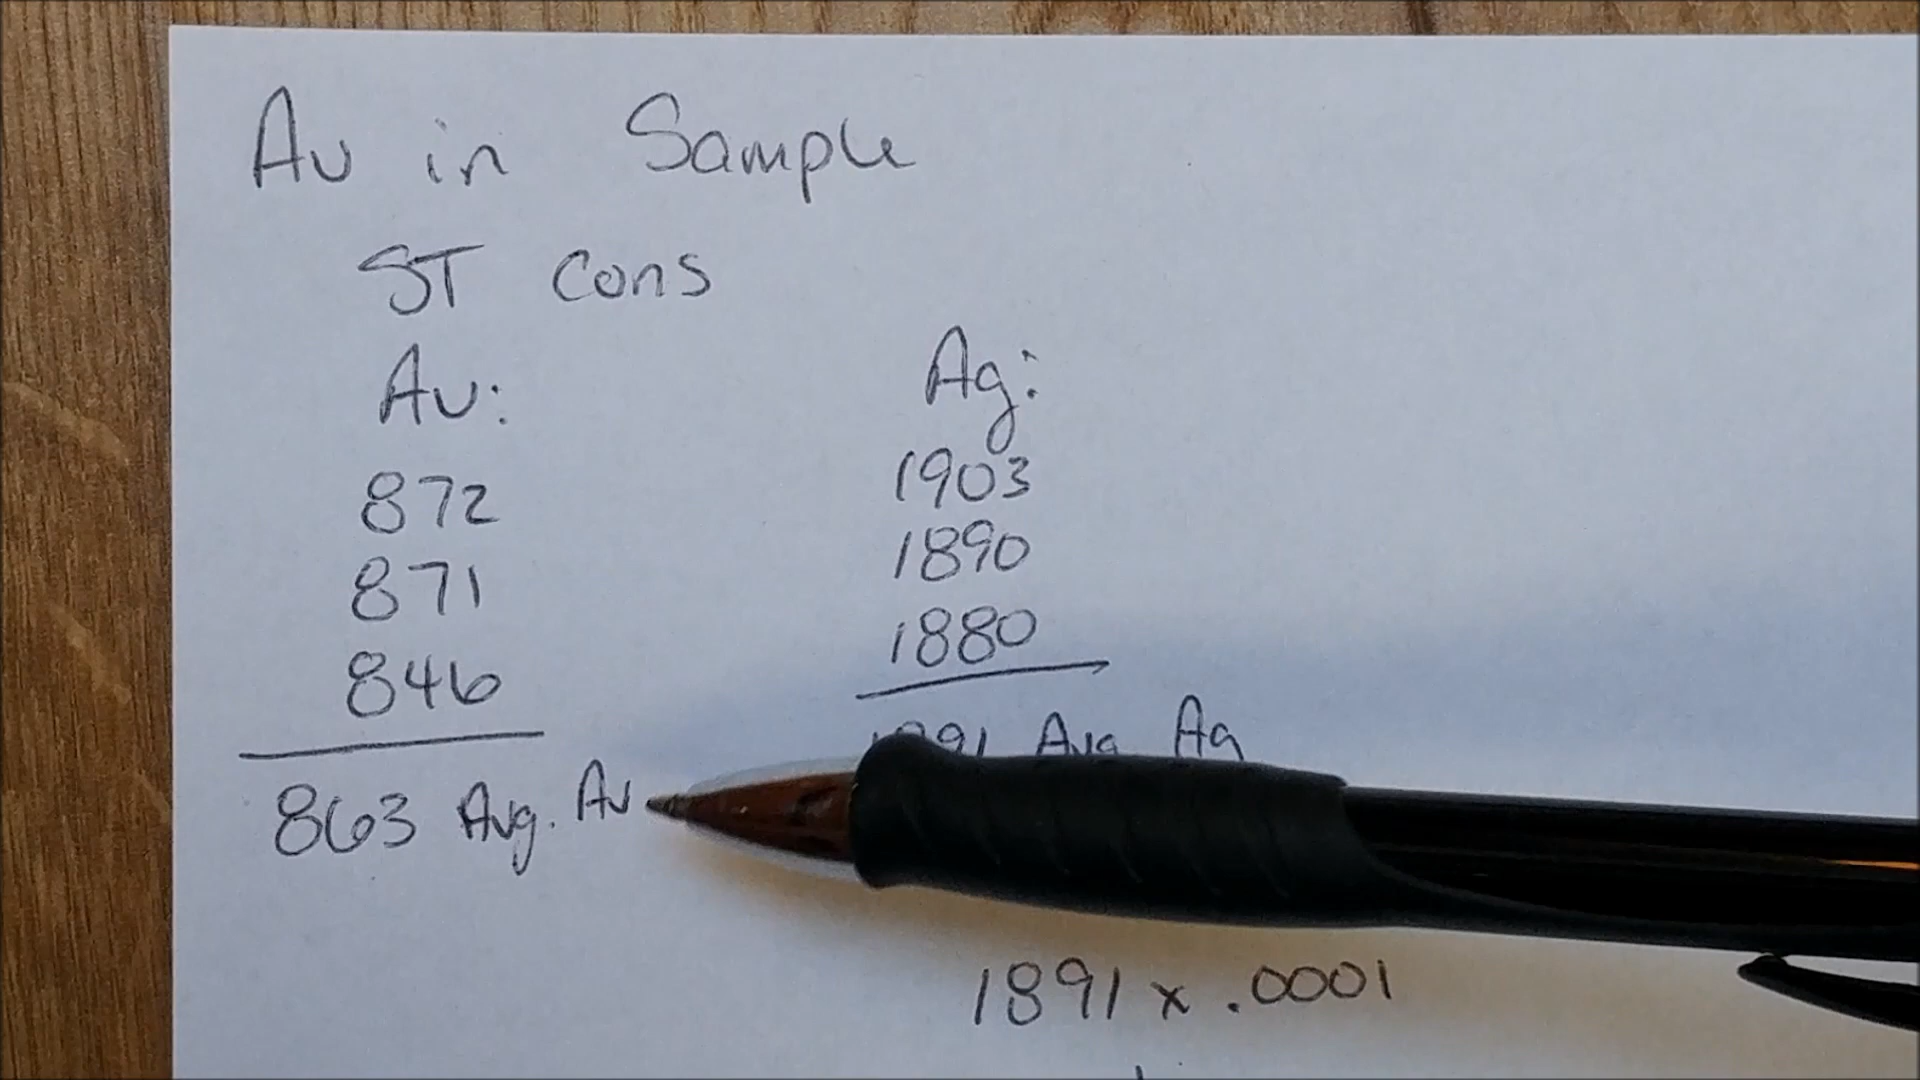 Au in Sample
ST Cons
Au:
872
871
846
863 Avg. Au
Ag:
1903
1890
1880
1891 Avg Ag
1891 x .0001